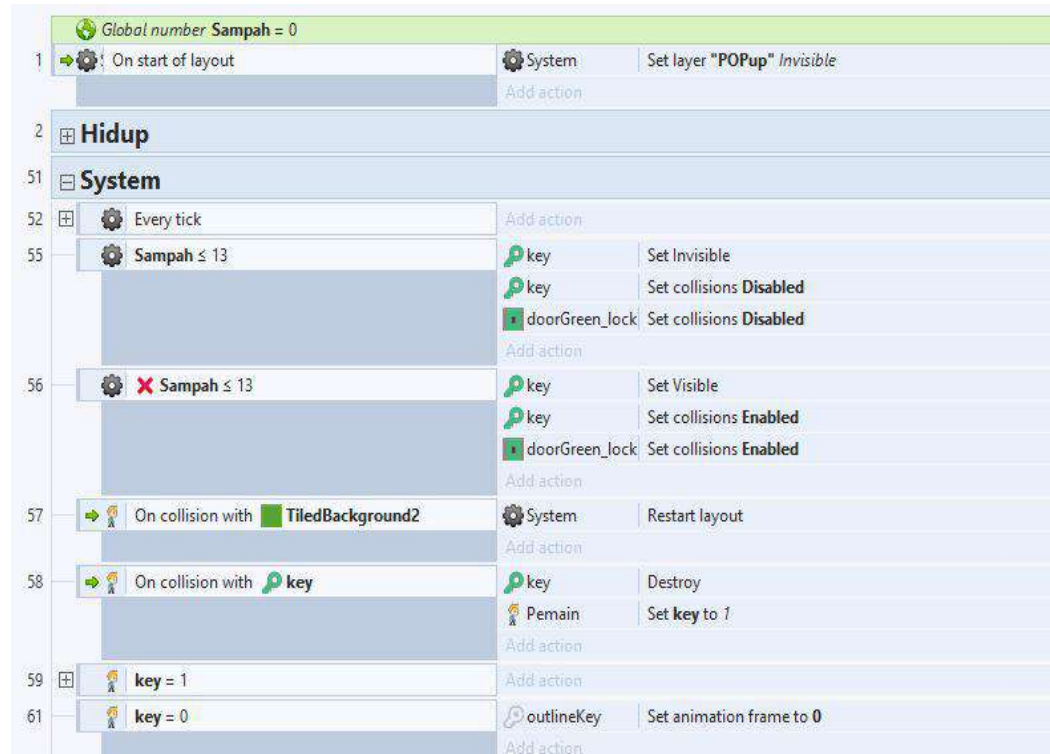 Global number Sampah = 0
1 On start of layout System Set layer "POPup" Invisible
Add action
2 Hidup
51 System
52 Every tick Add action
55 Sampah ≤ 13 key Set Invisible
key Set collisions Disabled
doorGreen_lock Set collisions Disabled
Add action
56 Sampah ≤ 13 key Set Visible
key Set collisions Enabled
doorGreen_lock Set collisions Enabled
Add action
57 On collision with TiledBackground2 System Restart layout
Add action
58 On collision with key key Destroy
Pemain Set key to 1
Add action
59 key = 1 Add action
61 key = 0 outlineKey Set animation frame to 0
Add action